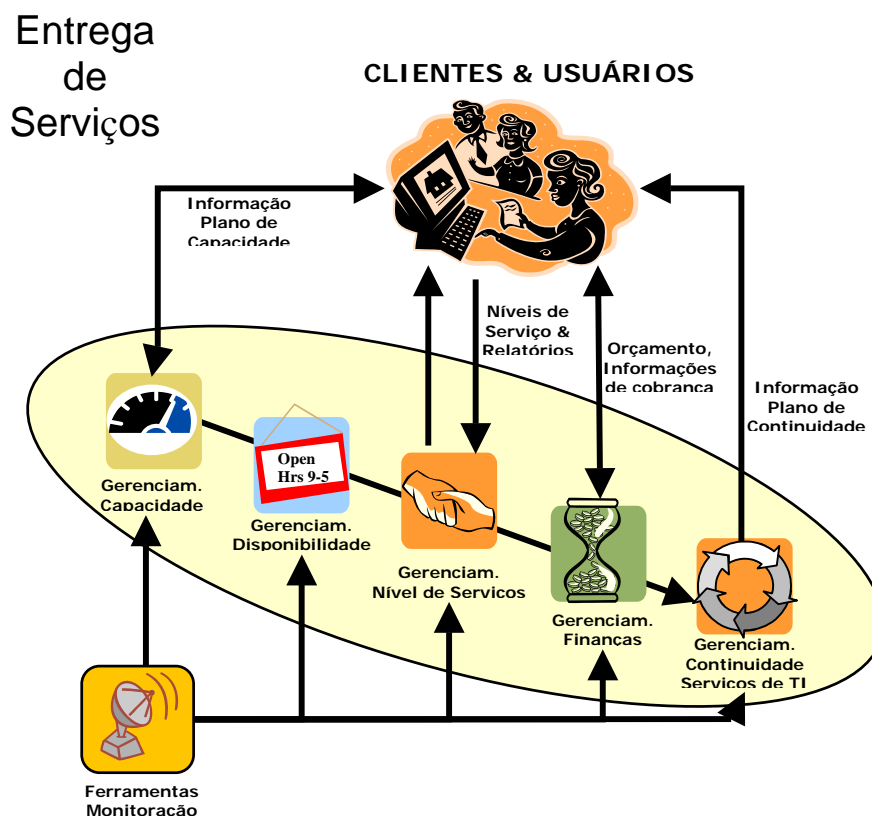 Entrega
de
Serviços
CLIENTES & USUÁRIOS
Informação
Plano de
Capacidade
Níveis de
Serviço &
Relatórios
Orçamento,
Informações
de cobrança
Informação
Plano de
Continuidade
Open
Hrs 9-5
Gerenciam.
Capacidade
Gerenciam.
Disponibilidade
Gerenciam.
Nível de Servicos
Gerenciam.
Finanças
Gerenciam.
Continuidade
Serviços de TI
Ferramentas
Monitoração